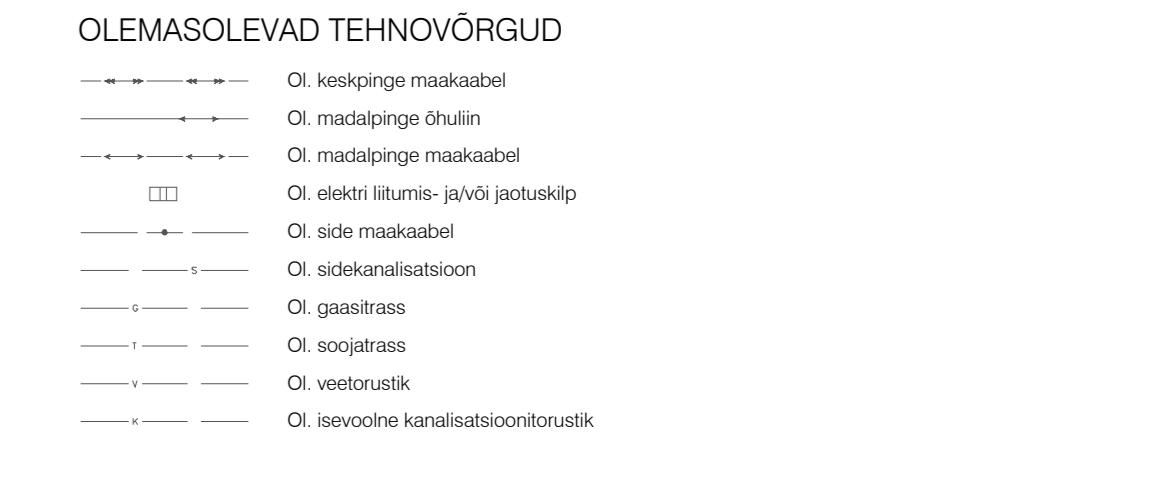 OLEMASOLEVAD TEHNOVÕRGUD
Ol. keskpinge maakaabel
Ol. madalpinge õhuliin
Ol. madalpinge maakaabel
Ol. elektri liitumis- ja/või jaotuskilp
Ol. side maakaabel
S Ol. sidekanalisatsioon
G Ol. gaasitrass
T Ol. soojatrass
V Ol. veetorustik
K Ol. isevoolne kanalisatsioonitorustik